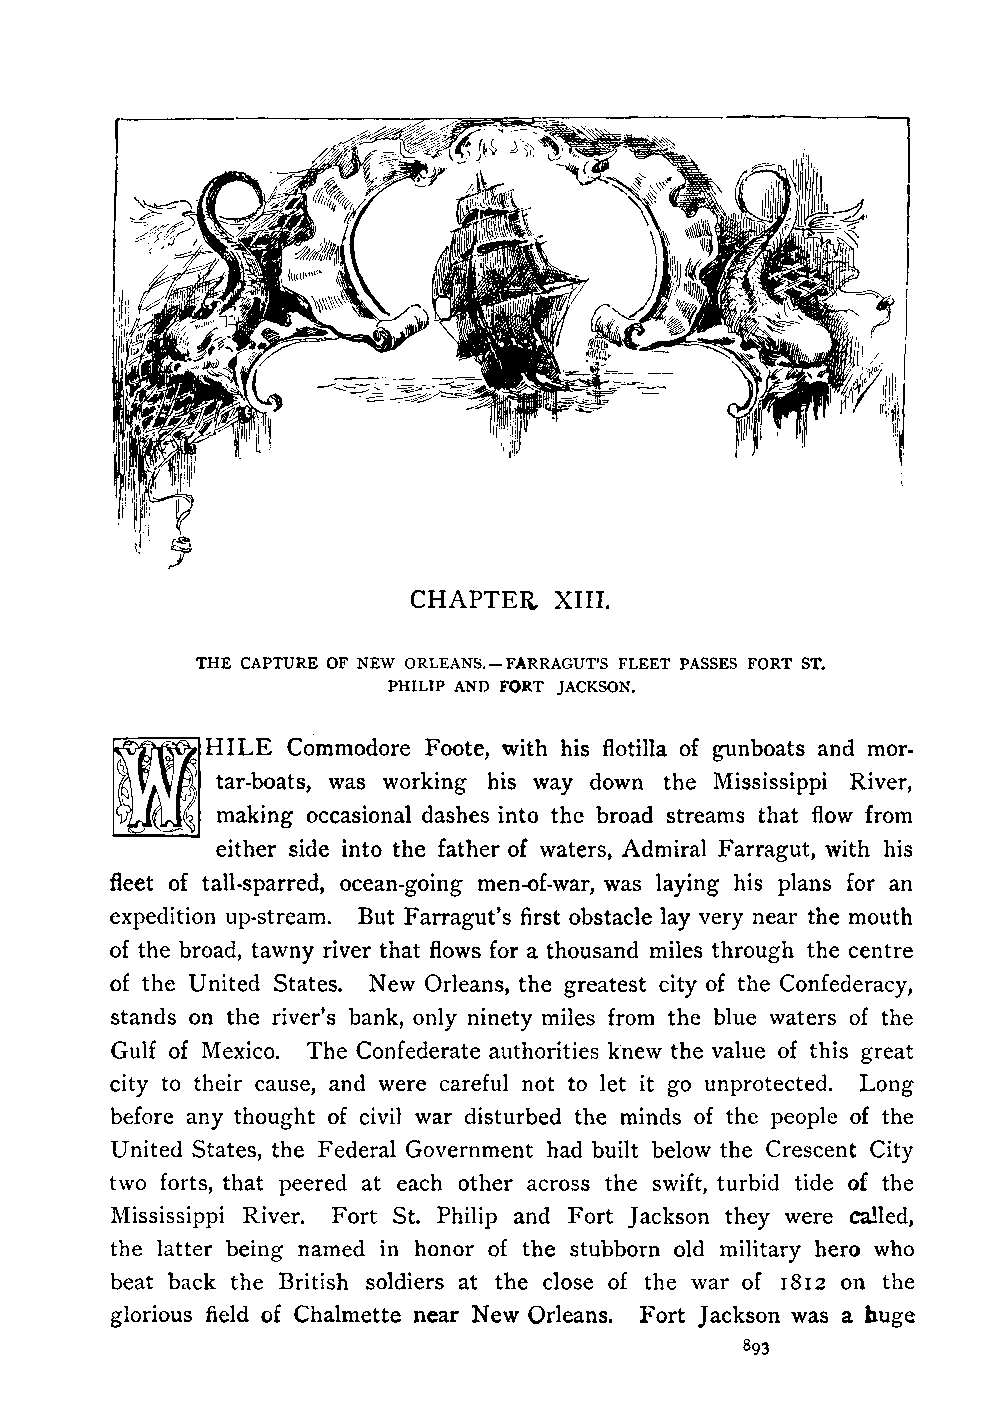 CHAPTER XIII.
THE CAPTURE OF NEW ORLEANS.—FARRAGUT'S FLEET PASSES FORT ST.
PHILIP AND FORT JACKSON.
WHILE Commodore Foote, with his flotilla of gunboats and mor-
tar-boats, was working his way down the Mississippi River,
making occasional dashes into the broad streams that flow from
either side into the father of waters, Admiral Farragut, with his
fleet of tall-sparred, ocean-going men-of-war, was laying his plans for an
expedition up-stream. But Farragut's first obstacle lay very near the mouth
of the broad, tawny river that flows for a thousand miles through the centre
of the United States. New Orleans, the greatest city of the Confederacy,
stands on the river's bank, only ninety miles from the blue waters of the
Gulf of Mexico. The Confederate authorities knew the value of this great
city to their cause, and were careful not to let it go unprotected. Long
before any thought of civil war disturbed the minds of the people of the
United States, the Federal Government had built below the Crescent City
two forts, that peered at each other across the swift, turbid tide of the
Mississippi River. Fort St. Philip and Fort Jackson they were called,
the latter being named in honor of the stubborn old military hero who
beat back the British soldiers at the close of the war of 1812 on the
glorious field of Chalmette near New Orleans. Fort Jackson was a huge
893